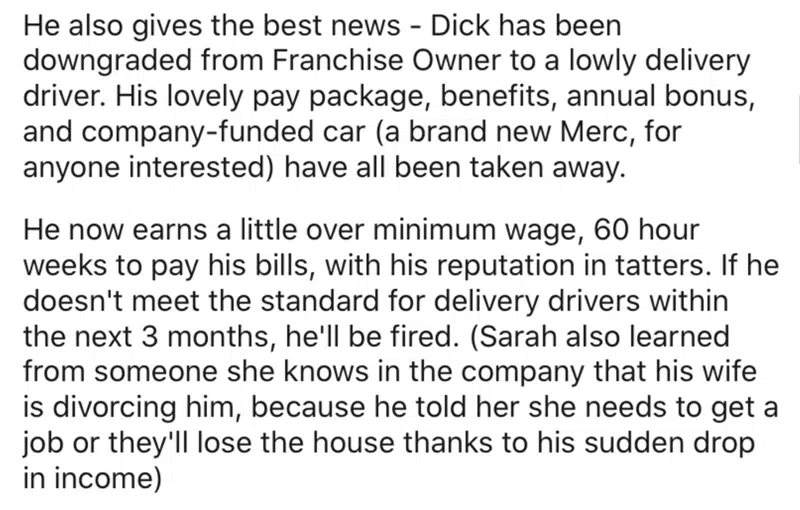 He also gives the best news - Dick has been
downgraded from Franchise Owner to a lowly delivery
driver. His lovely pay package, benefits, annual bonus,
and company-funded car (a brand new Merc, for
anyone interested) have all been taken away.
He now earns a little over minimum wage, 60 hour
weeks to pay his bills, with his reputation in tatters. If he
doesn't meet the standard for delivery drivers within
the next 3 months, he'll be fired. (Sarah also learned
from someone she knows in the company that his wife
is divorcing him, because he told her she needs to get a
job or they'll lose the house thanks to his sudden drop
in income)